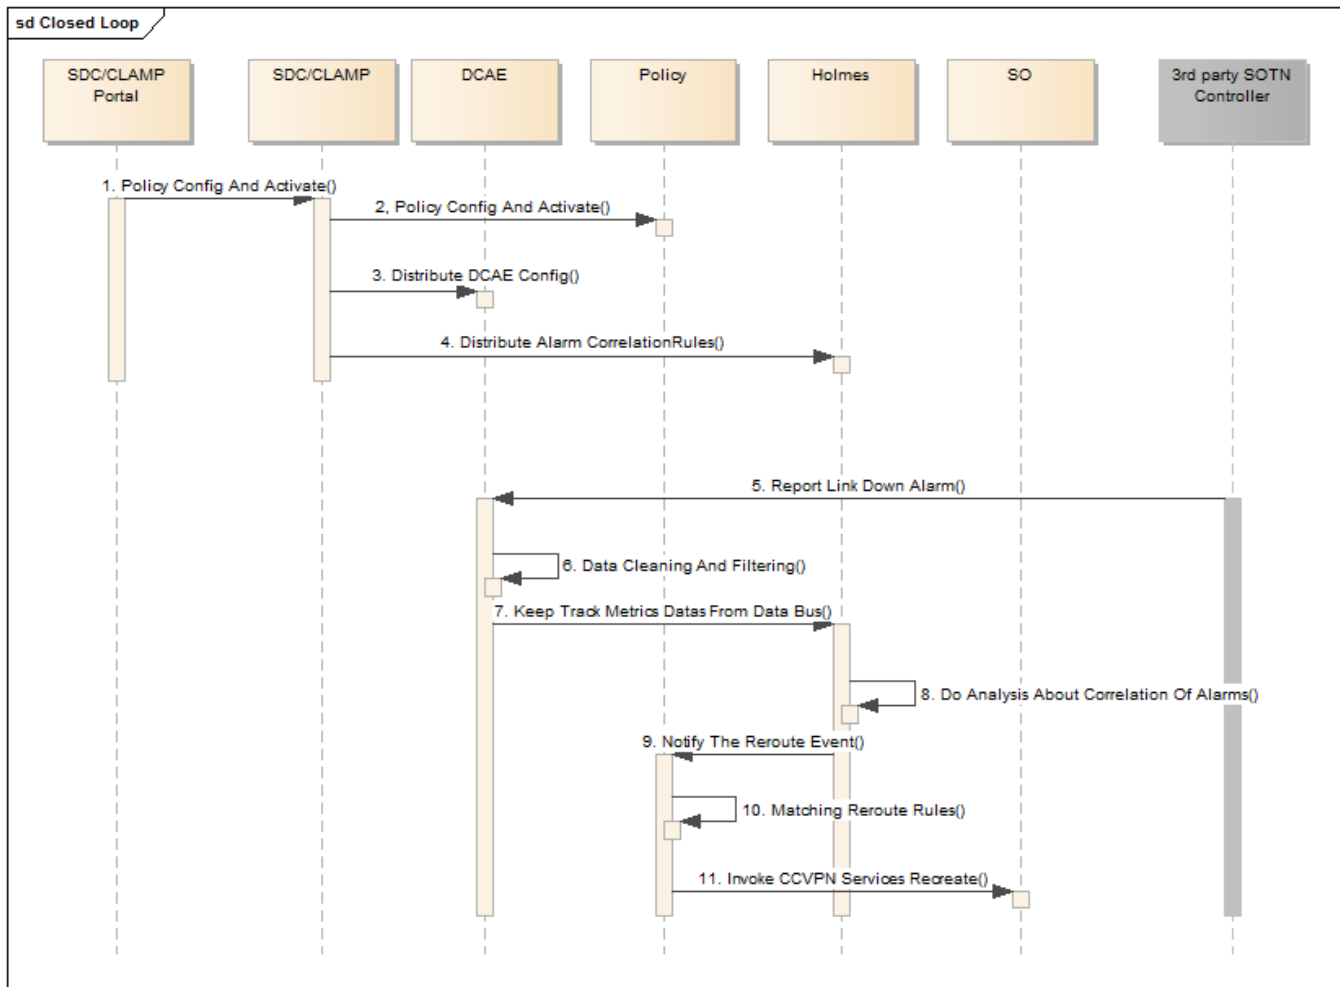 sd Closed Loop
SDC/CLAMP
Portal
SDC/CLAMP
DCAE
Policy
Holmes
SO
3rd party SOTN
Controller
1. Policy Config And Activate()
2, Policy Config And Activate()
3. Distribute DCAE Config()
4. Distribute Alarm CorrelationRules()
5. Report Link Down Alarm()
6. Data Cleaning And Filtering()
7. Keep Track Metrics Datas From Data Bus()
8. Do Analysis About Correlation Of Alarms()
9. Notify The Reroute Event()
10. Matching Reroute Rules()
11. Invoke CCVPN Services Recreate()